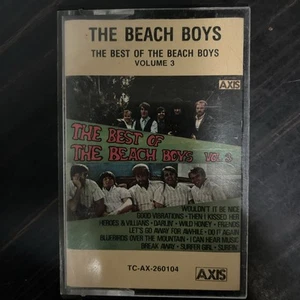 THE BEACH BOYS
THE BEST OF THE BEACH BOYS
VOLUME 3
AXIS
THE BEST OF
THE BEACH BOYS VOL 3
WOULDN'T IT BE NICE
GOOD VIBRATIONS • THEN I KISSED HER
HEROES & VILLIANS • DARLIN' • WILD HONEY • FRIENDS
LET'S GO AWAY FOR AWHILE • DO IT AGAIN
BLUEBIRDS OVER THE MOUNTAIN • I CAN HEAR MUSIC
BREAK AWAY • SURFER GIRL • SURFIN'
TC-AX-260104
AXIS